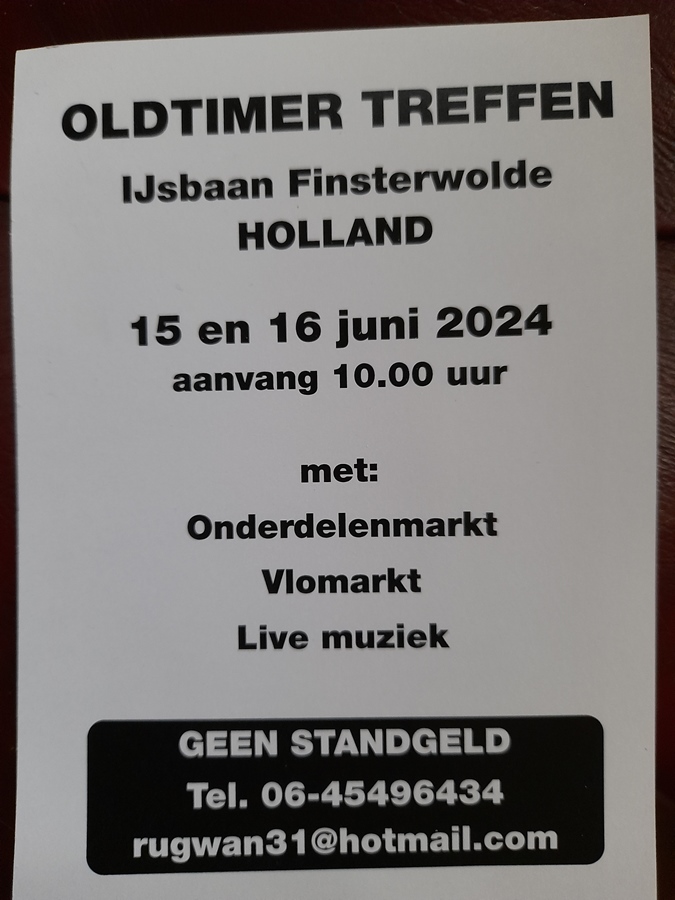 OLDTIMER TREFFEN
IJsbaan Finsterwolde
HOLLAND
15 en 16 juni 2024
aanvang 10.00 uur
met:
Onderdelenmarkt
Vlomarkt
Live muziek
GEEN STANDGELD
Tel. 06-45496434
rugwan31@hotmail.com